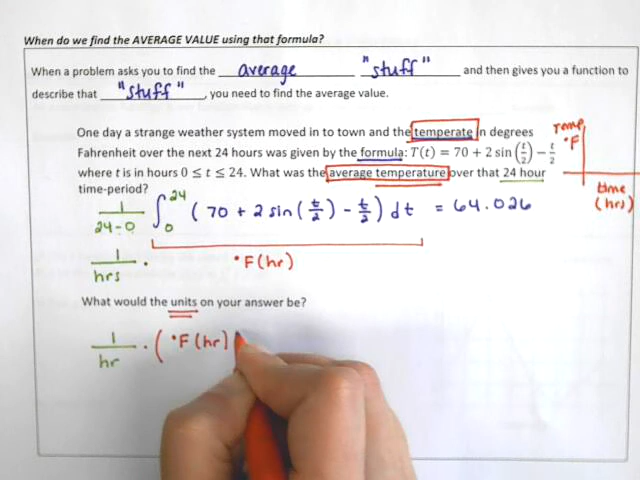 When do we find the AVERAGE VALUE using that formula?
When a problem asks you to find the average "stuff" and then gives you a function to
describe that "stuff", you need to find the average value.
One day a strange weather system moved in to town and the temperate in degrees
Fahrenheit over the next 24 hours was given by the formula: T(t) = 70 + 2 sin(t/2) − t/2
where t is in hours 0 ≤ t ≤ 24. What was the average temperature over that 24 hour
time-period?
Temp
°F
time
(hrs)
1/(24-0) ∫₀²⁴ (70 + 2 sin(t/2) - t/2) dt = 64.026
1/hrs · °F(hr)
What would the units on your answer be?
1/hr · (°F(hr)